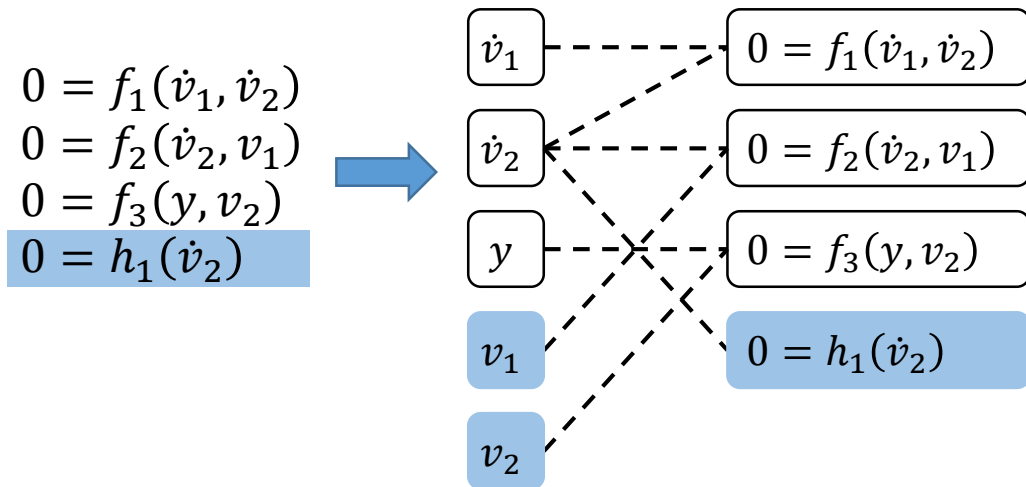 0 = f₁(v̇₁, v̇₂)
0 = f₂(v̇₂, v₁)
0 = f₃(y, v₂)
0 = h₁(v̇₂)
v̇₁
0 = f₁(v̇₁, v̇₂)
v̇₂
0 = f₂(v̇₂, v₁)
y
0 = f₃(y, v₂)
v₁
0 = h₁(v̇₂)
v₂